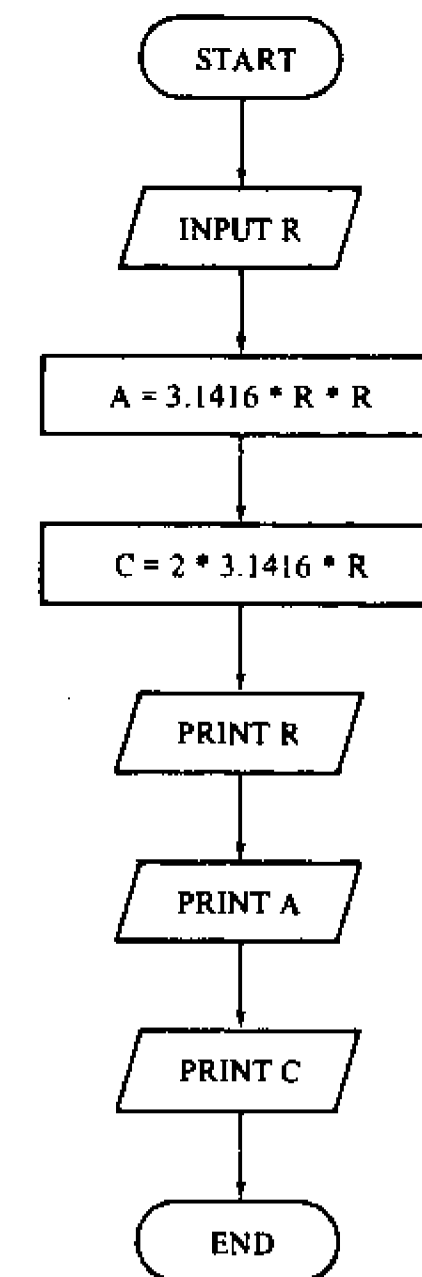 START
INPUT R
A = 3.1416 * R * R
C = 2 * 3.1416 * R
PRINT R
PRINT A
PRINT C
END